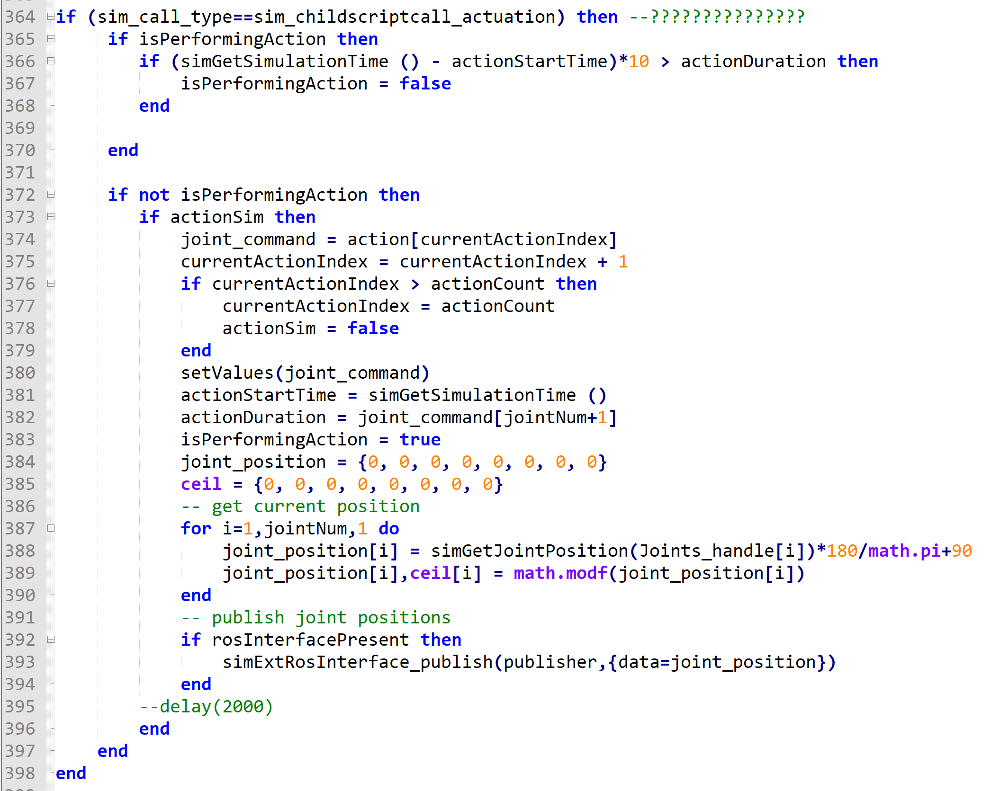 364 if (sim_call_type==sim_childscriptcall_actuation) then --???????????????
365 if isPerformingAction then
366 if (simGetSimulationTime () - actionStartTime)*10 > actionDuration then
367 isPerformingAction = false
368 end
369
370 end
371
372 if not isPerformingAction then
373 if actionSim then
374 joint_command = action[currentActionIndex]
375 currentActionIndex = currentActionIndex + 1
376 if currentActionIndex > actionCount then
377 currentActionIndex = actionCount
378 actionSim = false
379 end
380 setValues(joint_command)
381 actionStartTime = simGetSimulationTime ()
382 actionDuration = joint_command[jointNum+1]
383 isPerformingAction = true
384 joint_position = {0, 0, 0, 0, 0, 0, 0, 0}
385 ceil = {0, 0, 0, 0, 0, 0, 0, 0}
386 -- get current position
387 for i=1,jointNum,1 do
388 joint_position[i] = simGetJointPosition(Joints_handle[i])*180/math.pi+90
389 joint_position[i],ceil[i] = math.modf(joint_position[i])
390 end
391 -- publish joint positions
392 if rosInterfacePresent then
393 simExtRosInterface_publish(publisher,{data=joint_position})
394 end
395 --delay(2000)
396 end
397 end
398 end